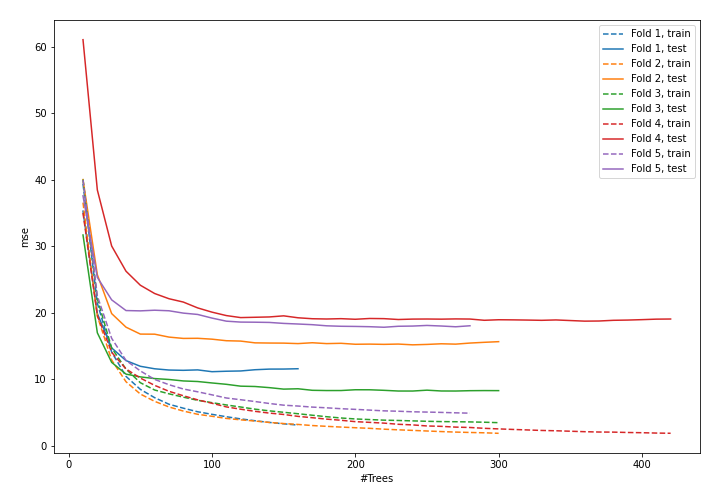 60
50
40
30
20
10
0
mse
0
100
200
300
400
#Trees
Fold 1, train
Fold 1, test
Fold 2, train
Fold 2, test
Fold 3, train
Fold 3, test
Fold 4, train
Fold 4, test
Fold 5, train
Fold 5, test